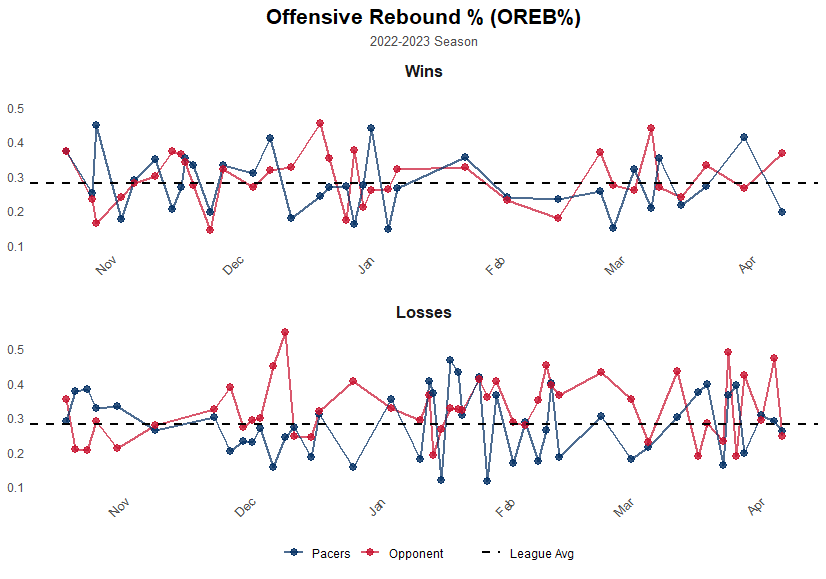 Offensive Rebound % (OREB%)
2022-2023 Season
Wins
0.5
0.4
0.3
0.2
0.1
Nov Dec Jan Feb Mar Apr
Losses
0.5
0.4
0.3
0.2
0.1
Nov Dec Jan Feb Mar Apr
Pacers Opponent League Avg